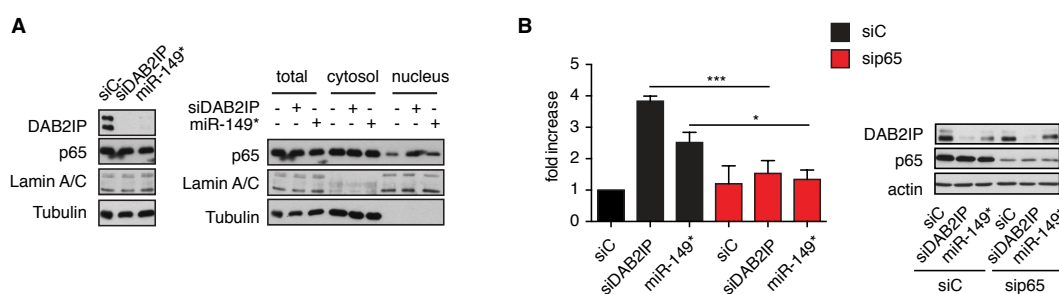 A
siC-
siDAB2IP
miR-149*
DAB2IP
p65
Lamin A/C
Tubulin
total cytosol nucleus
siDAB2IP - + - - + - - + -
miR-149* - - + - - + - - +
p65
Lamin A/C
Tubulin
B
siC
sip65
fold increase
5
4
3
2
1
0
***
*
siC
siDAB2IP
miR-149*
siC
siDAB2IP
miR-149*
DAB2IP
p65
actin
siC
siDAB2IP
miR-149*
siC
siDAB2IP
miR-149*
siC sip65